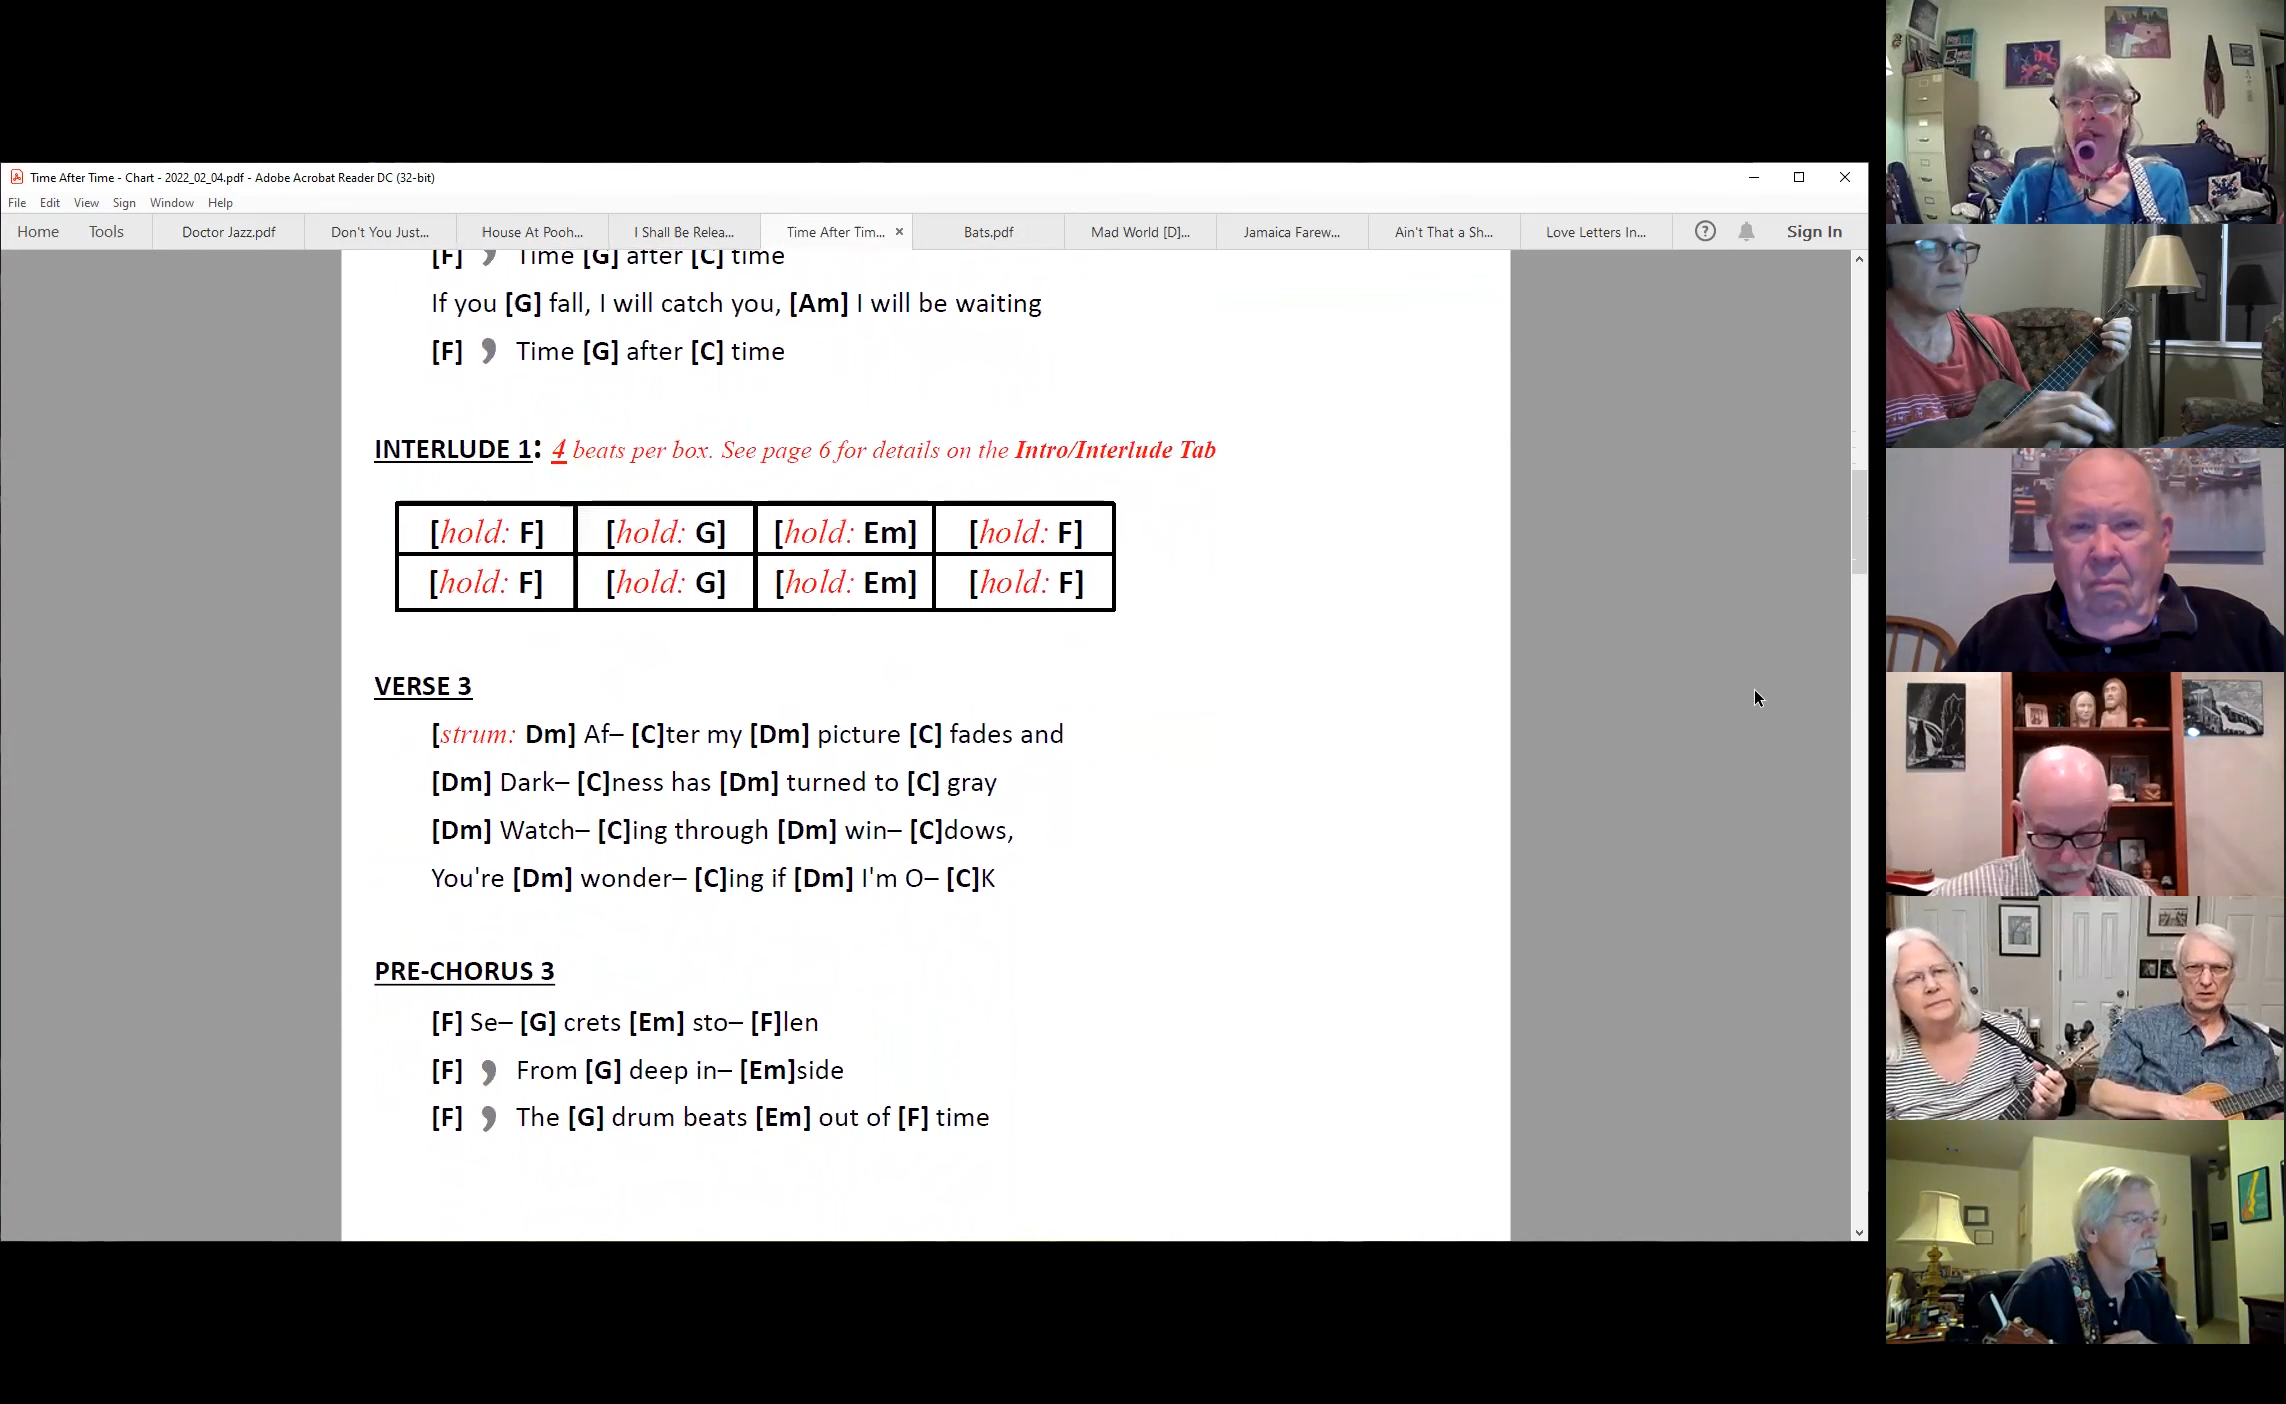 Time After Time - Chart - 2022_02_04.pdf - Adobe Acrobat Reader DC (32-bit)
File Edit View Sign Window Help
Home Tools Doctor Jazz.pdf Don't You Just... House At Pooh... I Shall Be Relea... Time After Tim... Bats.pdf Mad World [D]... Jamaica Farew... Ain't That a Sh... Love Letters In... Sign In
[F] , Time [G] after [C] time
If you [G] fall, I will catch you, [Am] I will be waiting
[F] , Time [G] after [C] time
INTERLUDE 1: 4 beats per box. See page 6 for details on the Intro/Interlude Tab
[hold: F] [hold: G] [hold: Em] [hold: F]
[hold: F] [hold: G] [hold: Em] [hold: F]
VERSE 3
[strum: Dm] Af– [C]ter my [Dm] picture [C] fades and
[Dm] Dark– [C]ness has [Dm] turned to [C] gray
[Dm] Watch– [C]ing through [Dm] win– [C]dows,
You're [Dm] wonder– [C]ing if [Dm] I'm O– [C]K
PRE-CHORUS 3
[F] Se– [G] crets [Em] sto– [F]len
[F] , From [G] deep in– [Em]side
[F] , The [G] drum beats [Em] out of [F] time